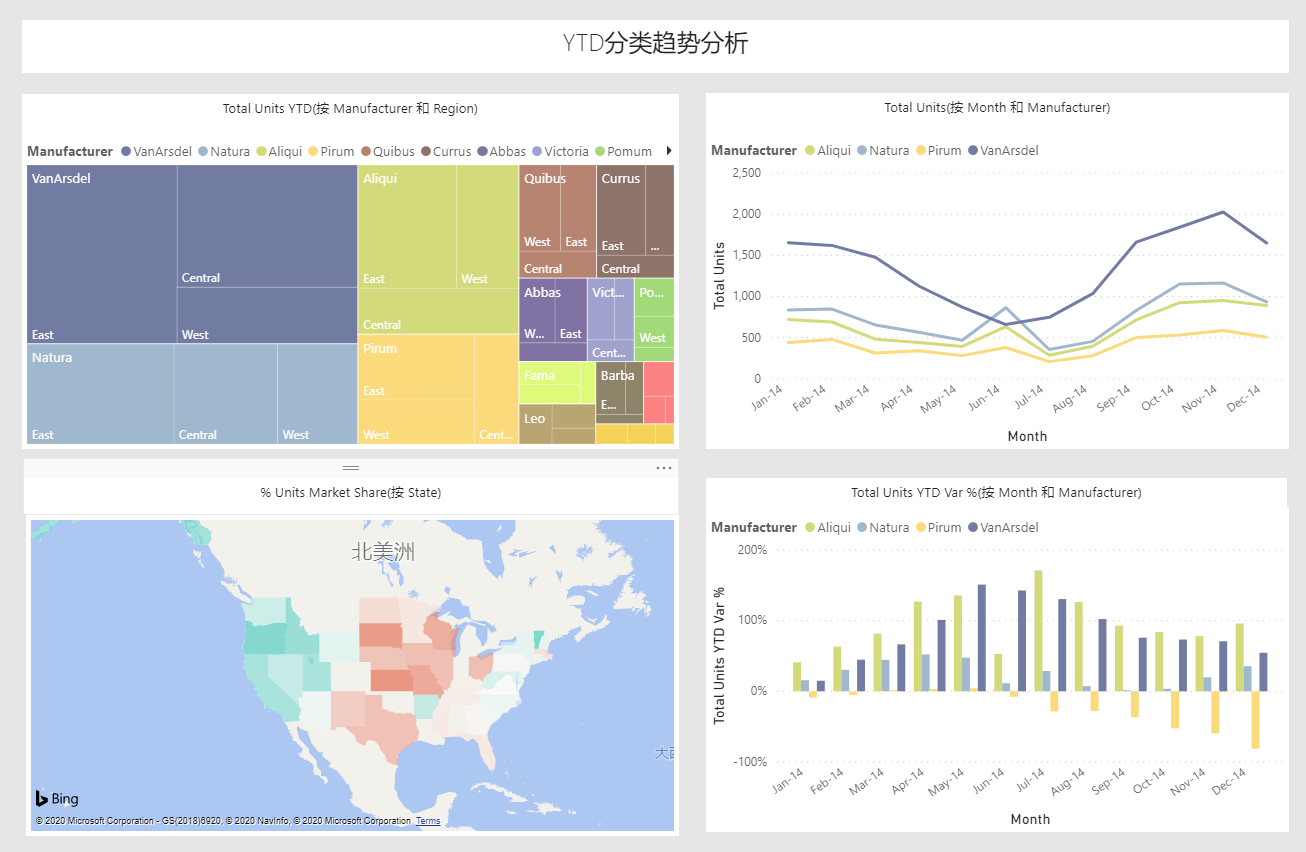 YTD分类趋势分析
Total Units YTD(按 Manufacturer 和 Region)
Manufacturer VanArsdel Natura Aliqui Pirum Quibus Currus Abbas Victoria Pomum
VanArsdel
East
Central
West
Natura
East
Central
West
Aliqui
East
West
Central
Pirum
East
West
Cent...
Quibus
West
East
Central
Currus
East
...
Central
Abbas
W...
East
Vict...
Cent...
Po...
West
Fama
Leo
Barba
E...
Total Units(按 Month 和 Manufacturer)
Manufacturer Aliqui Natura Pirum VanArsdel
Total Units
2,500
2,000
1,500
1,000
500
0
Jan-14 Feb-14 Mar-14 Apr-14 May-14 Jun-14 Jul-14 Aug-14 Sep-14 Oct-14 Nov-14 Dec-14
Month
% Units Market Share(按 State)
北美洲
大西
Bing
© 2020 Microsoft Corporation - GS(2018)6920, © 2020 NavInfo, © 2020 Microsoft Corporation, Terms
Total Units YTD Var %(按 Month 和 Manufacturer)
Manufacturer Aliqui Natura Pirum VanArsdel
Total Units YTD Var %
200%
100%
0%
-100%
Jan-14 Feb-14 Mar-14 Apr-14 May-14 Jun-14 Jul-14 Aug-14 Sep-14 Oct-14 Nov-14 Dec-14
Month